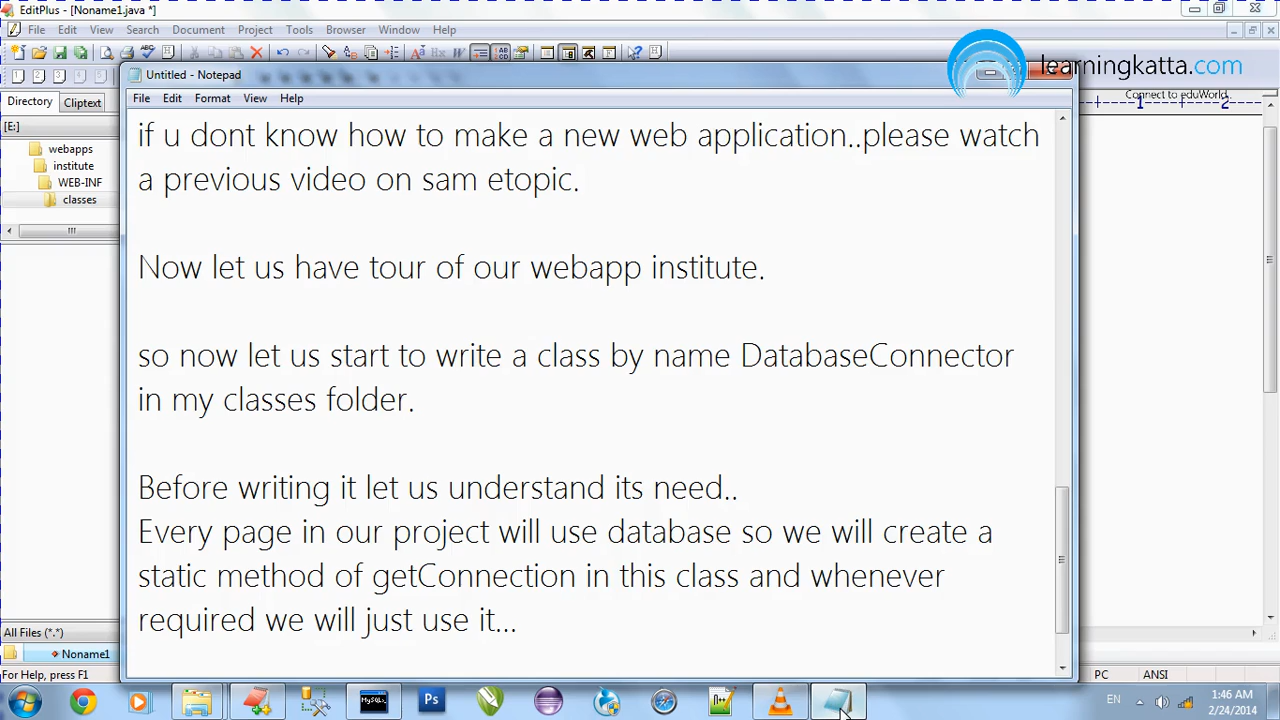 EditPlus - [Noname1.java *]
File Edit View Search Document Project Tools Browser Window Help
learningkatta.com
Connect to eduWorld
Untitled - Notepad
File Edit Format View Help
Directory Cliptext
[E:]
webapps
institute
WEB-INF
classes
1 2
if u dont know how to make a new web application..please watch
a previous video on sam etopic.
Now let us have tour of our webapp institute.
so now let us start to write a class by name DatabaseConnector
in my classes folder.
Before writing it let us understand its need..
Every page in our project will use database so we will create a
static method of getConnection in this class and whenever
required we will just use it...
All Files (*.*)
Noname1
For Help, press F1
PC ANSI
EN
1:46 AM
2/24/2014